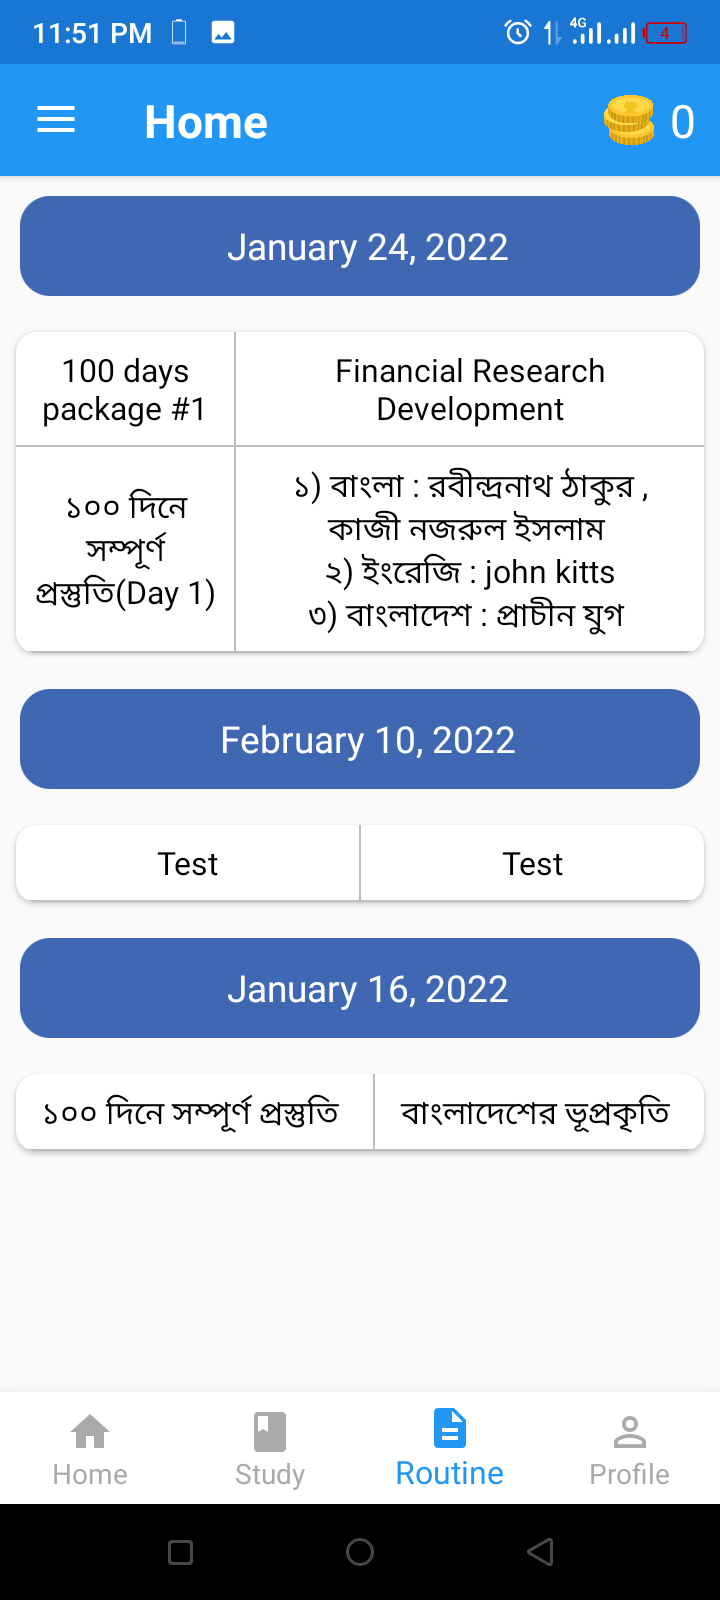 11:51 PM
4G
4
Home
0
January 24, 2022
100 days
package #1
Financial Research
Development
১০০ দিনে
সম্পূর্ণ
প্রস্তুতি(Day 1)
১) বাংলা : রবীন্দ্রনাথ ঠাকুর ,
কাজী নজরুল ইসলাম
২) ইংরেজি : john kitts
৩) বাংলাদেশ : প্রাচীন যুগ
February 10, 2022
Test
Test
January 16, 2022
১০০ দিনে সম্পূর্ণ প্রস্তুতি
বাংলাদেশের ভূপ্রকৃতি
Home
Study
Routine
Profile